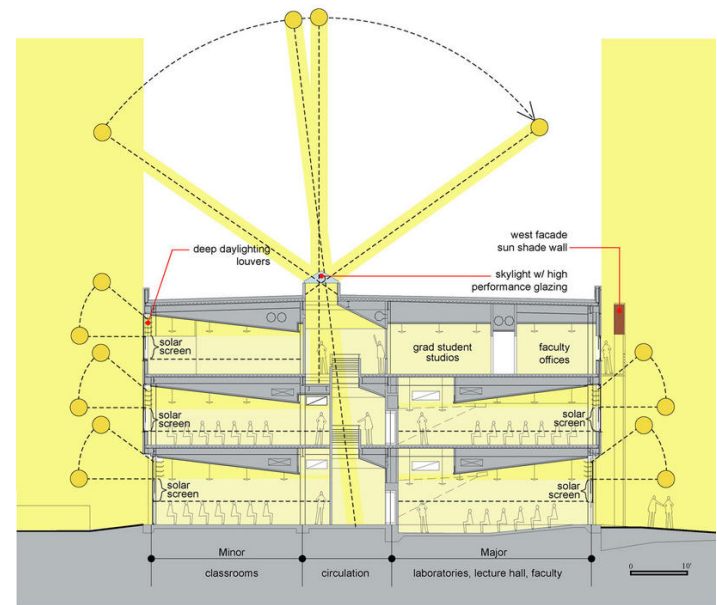 west facade
sun shade wall
deep daylighting
louvers
skylight w/ high
performance glazing
solar
screen
grad student
studios
faculty
offices
solar
screen
solar
screen
solar
screen
solar
screen
Minor
Major
classrooms
circulation
laboratories, lecture hall, faculty
0
10'